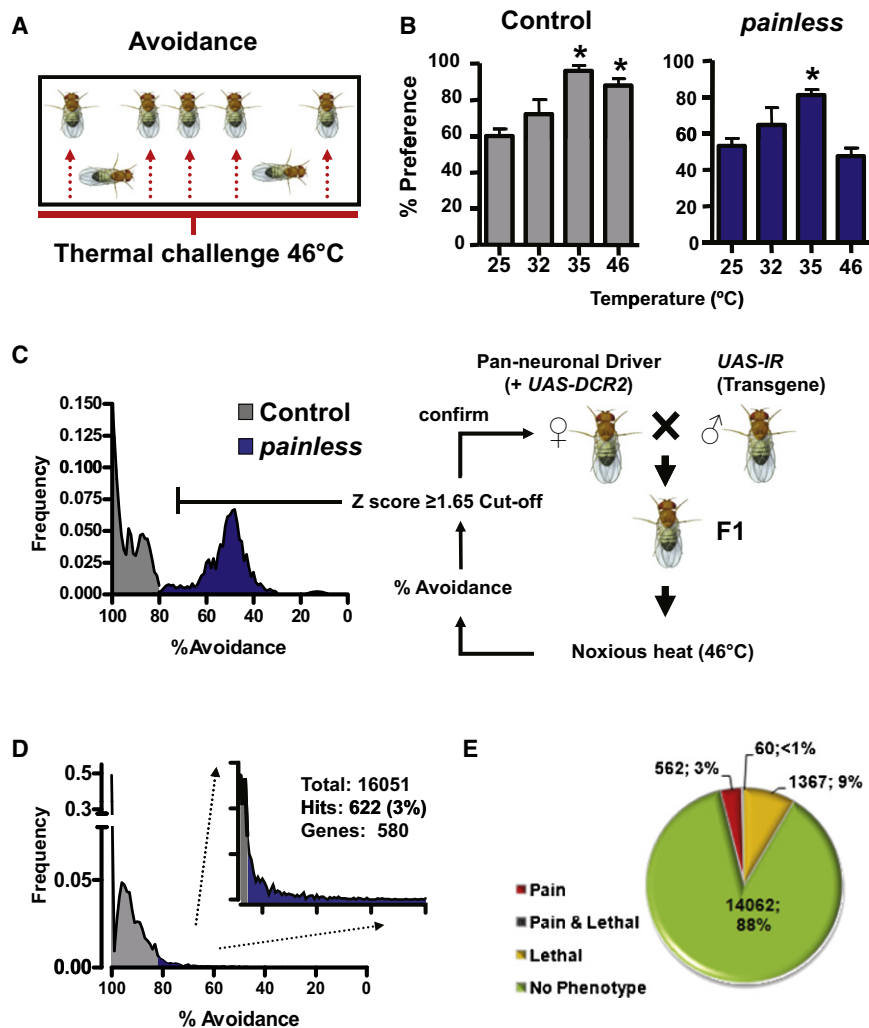 A
Avoidance
Thermal challenge 46°C
B
Control
painless
% Preference
100
80
60
40
20
0
25 32 35 46
100
80
60
40
20
0
25 32 35 46
Temperature (ºC)
C
Frequency
0.150
0.125
0.100
0.075
0.050
0.025
0.000
100 80 60 40 20 0
%Avoidance
Control
painless
Z score ≥1.65 Cut-off
confirm
% Avoidance
Pan-neuronal Driver
(+ UAS-DCR2)
UAS-IR
(Transgene)
♀
♂
F1
Noxious heat (46°C)
D
Frequency
0.5
0.3
0.05
0.00
100 80 60 40 20 0
% Avoidance
Total: 16051
Hits: 622 (3%)
Genes: 580
E
562; 3%
60;<1%
1367; 9%
14062;
88%
Pain
Pain & Lethal
Lethal
No Phenotype